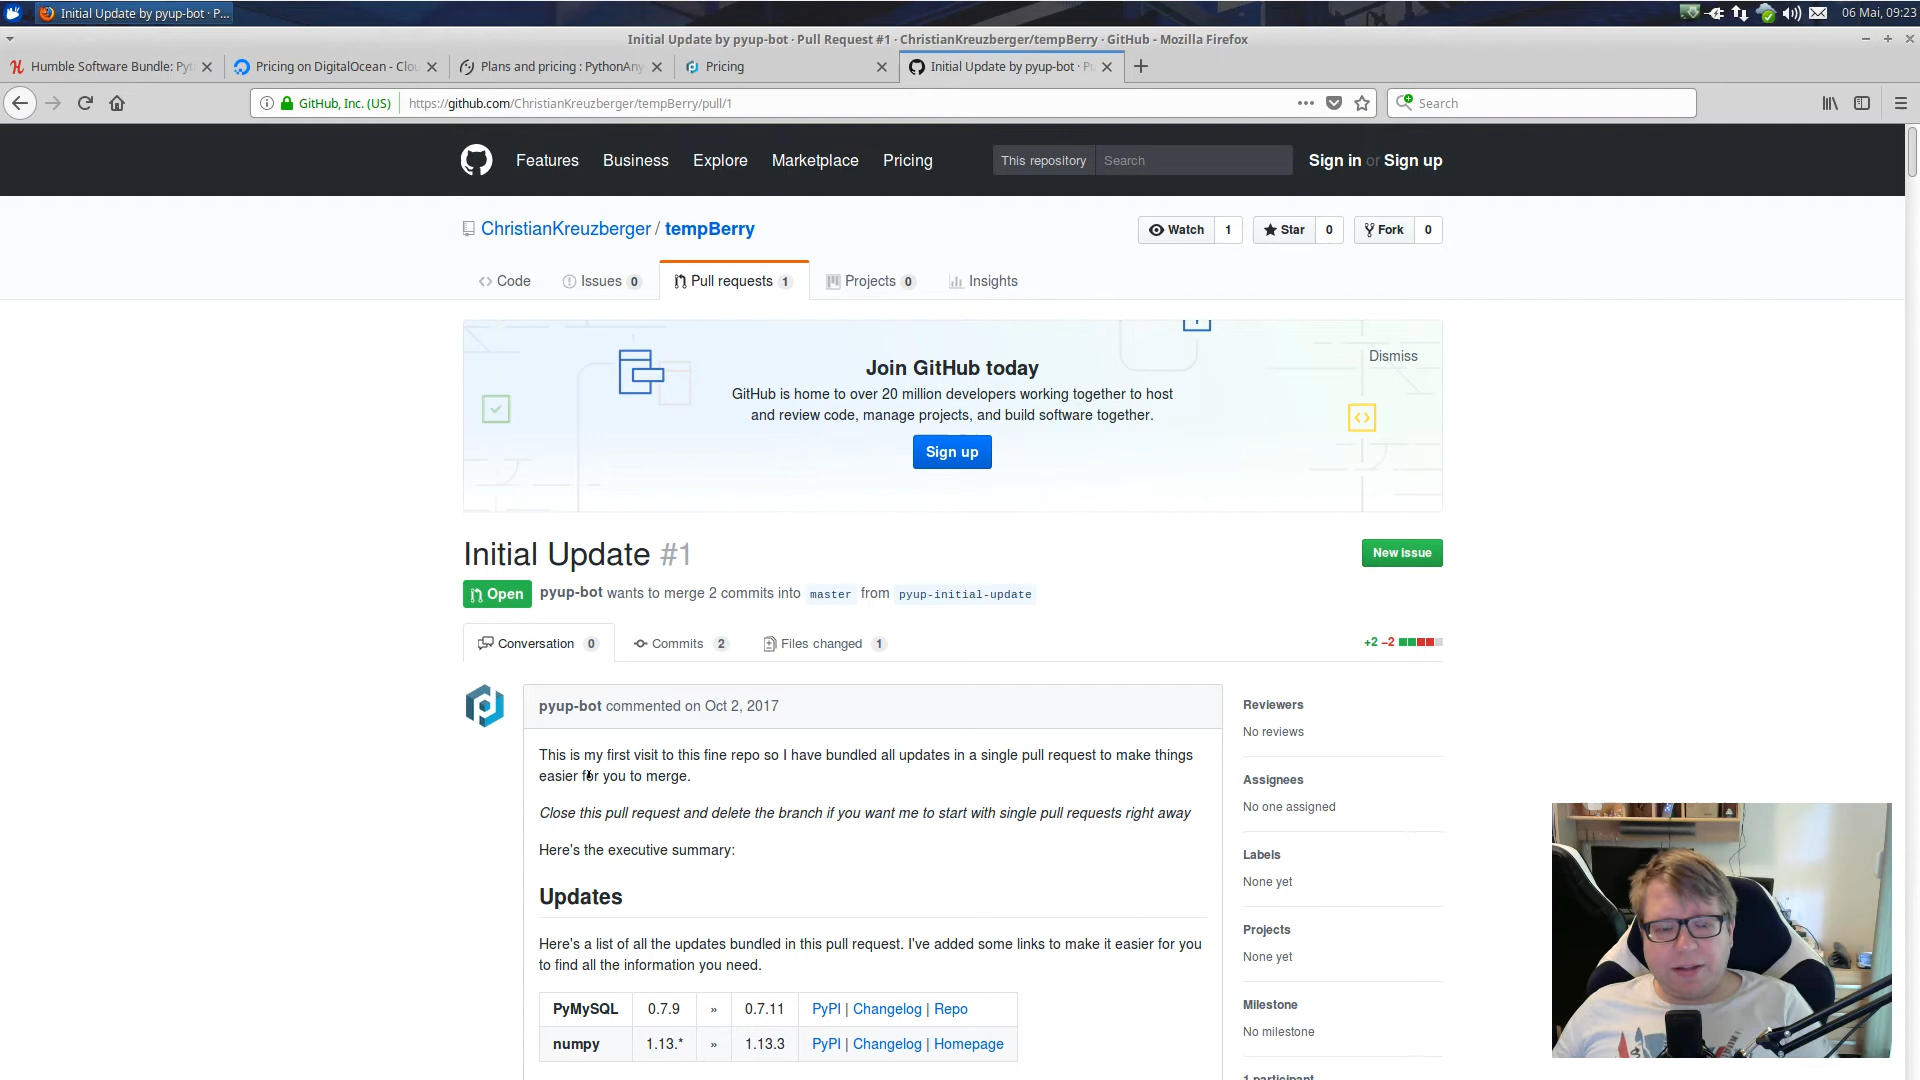 Initial Update by pyup-bot · P...
06 Mai, 09:23
Initial Update by pyup-bot · Pull Request #1 · ChristianKreuzberger/tempBerry · GitHub - Mozilla Firefox
Humble Software Bundle: Pyt
Pricing on DigitalOcean - Clou
Plans and pricing : PythonAny
Pricing
Initial Update by pyup-bot · Pu
GitHub, Inc. (US)
https://github.com/ChristianKreuzberger/tempBerry/pull/1
Search
Features
Business
Explore
Marketplace
Pricing
This repository
Search
Sign in or Sign up
ChristianKreuzberger / tempBerry
Watch 1
Star 0
Fork 0
Code
Issues 0
Pull requests 1
Projects 0
Insights
Join GitHub today
Dismiss
GitHub is home to over 20 million developers working together to host
and review code, manage projects, and build software together.
Sign up
Initial Update #1
New issue
Open
pyup-bot wants to merge 2 commits into master from pyup-initial-update
Conversation 0
Commits 2
Files changed 1
+2 −2
pyup-bot commented on Oct 2, 2017
This is my first visit to this fine repo so I have bundled all updates in a single pull request to make things
easier for you to merge.
Close this pull request and delete the branch if you want me to start with single pull requests right away
Here's the executive summary:
Updates
Here's a list of all the updates bundled in this pull request. I've added some links to make it easier for you
to find all the information you need.
PyMySQL 0.7.9 » 0.7.11 PyPI | Changelog | Repo
numpy 1.13.* » 1.13.3 PyPI | Changelog | Homepage
Reviewers
No reviews
Assignees
No one assigned
Labels
None yet
Projects
None yet
Milestone
No milestone
1 participant